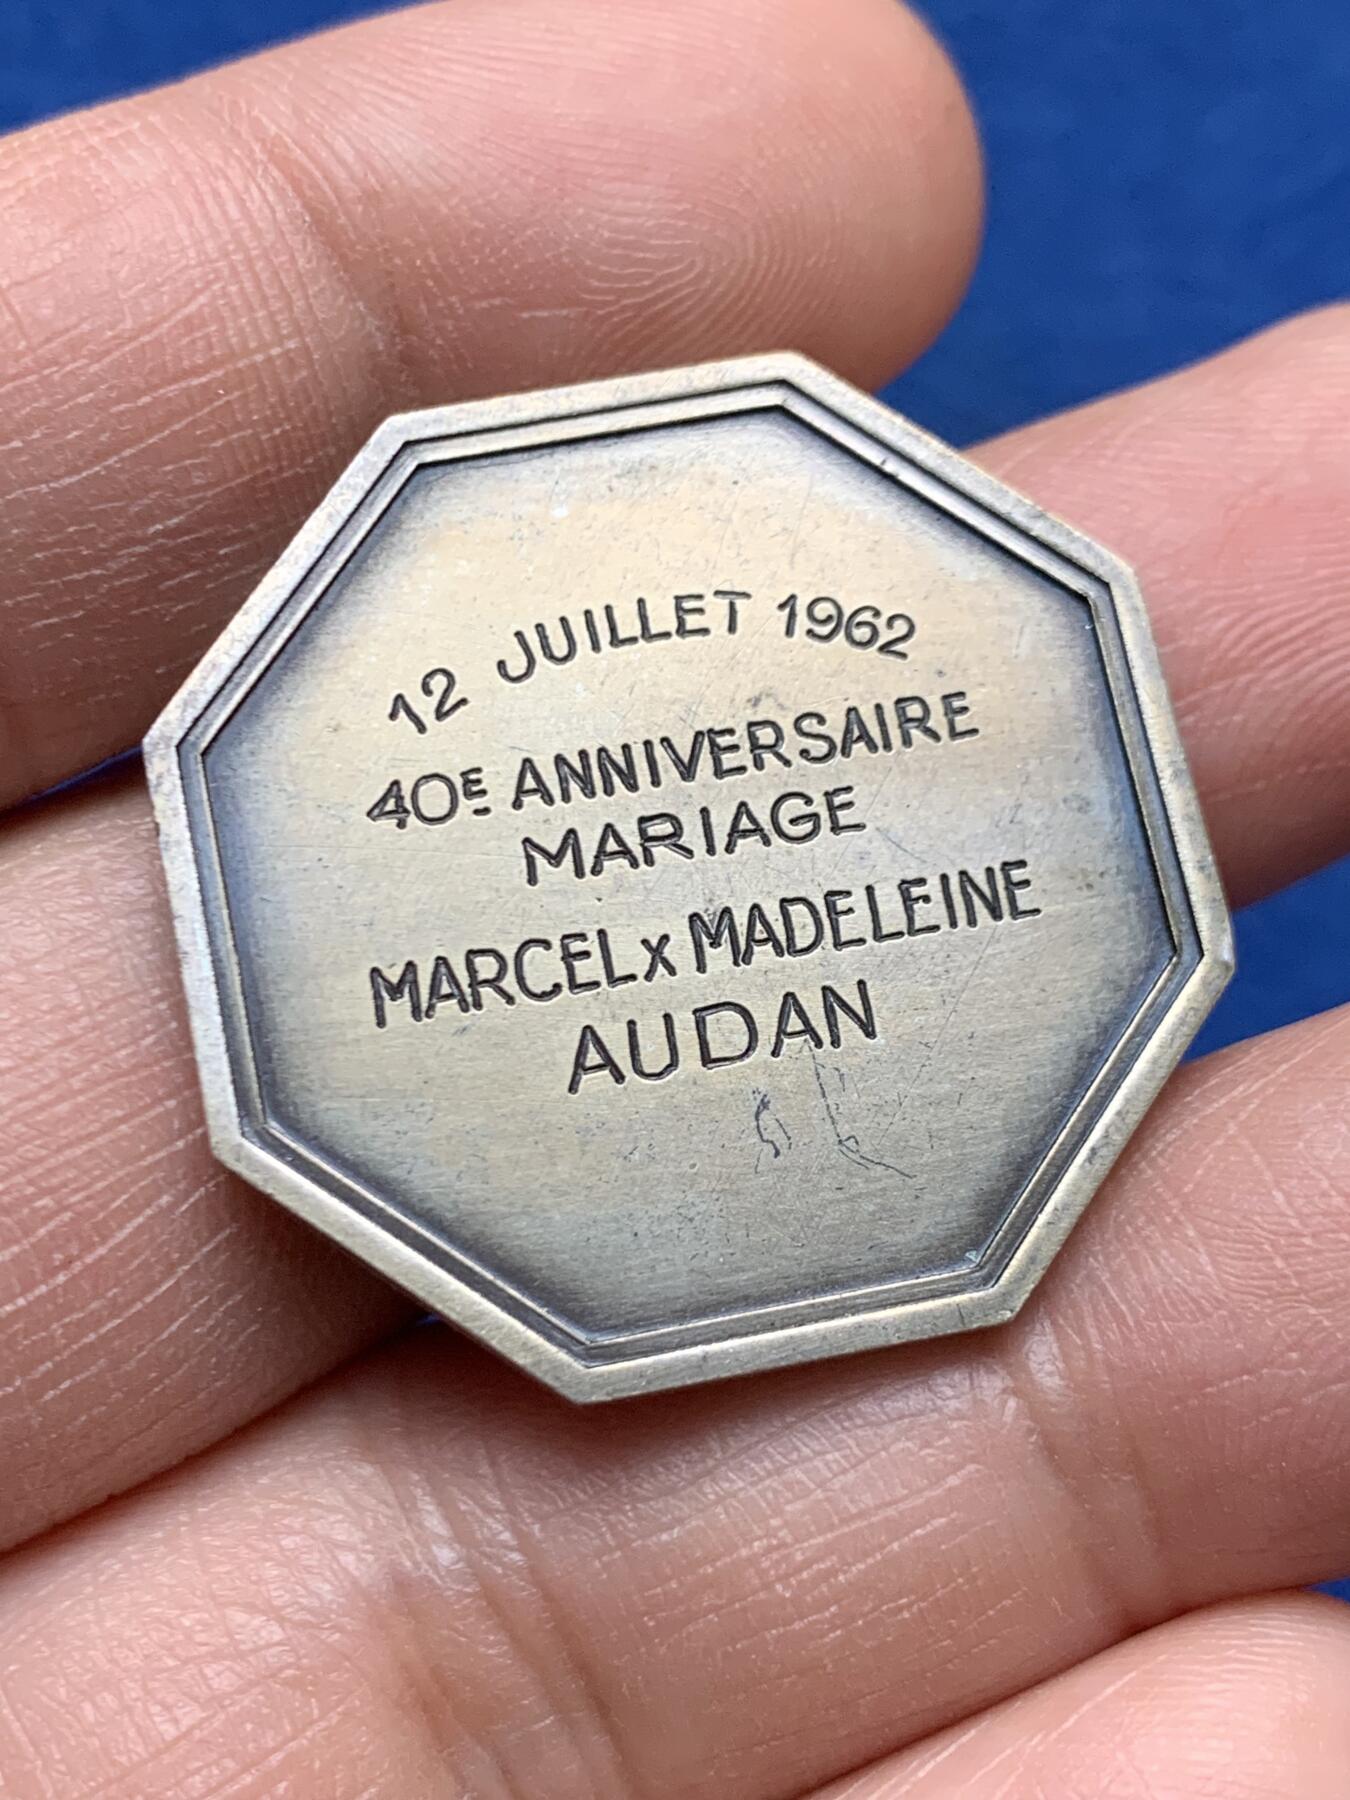 12 JUILLET 1962
40E ANNIVERSAIRE
MARIAGE
MARCEL x MADELEINE
AUDAN